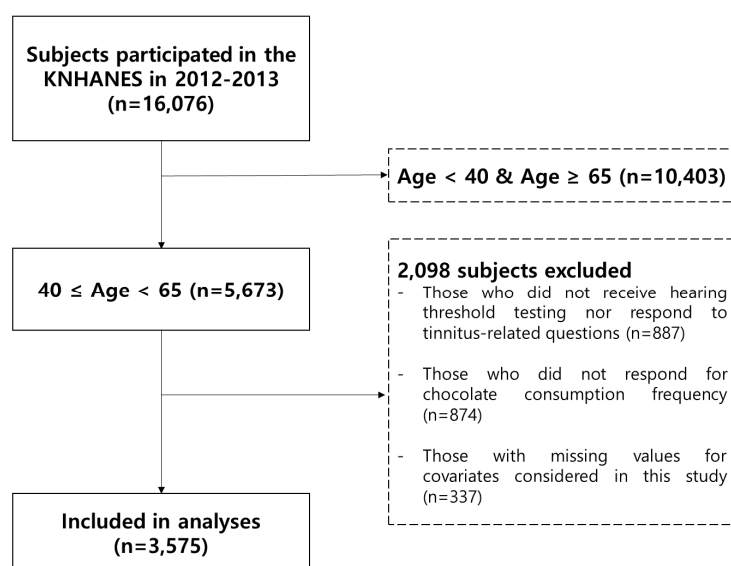 Subjects participated in the
KNHANES in 2012-2013
(n=16,076)
Age < 40 & Age ≥ 65 (n=10,403)
40 ≤ Age < 65 (n=5,673)
2,098 subjects excluded
- Those who did not receive hearing
threshold testing nor respond to
tinnitus-related questions (n=887)
- Those who did not respond for
chocolate consumption frequency
(n=874)
- Those with missing values for
covariates considered in this study
(n=337)
Included in analyses
(n=3,575)